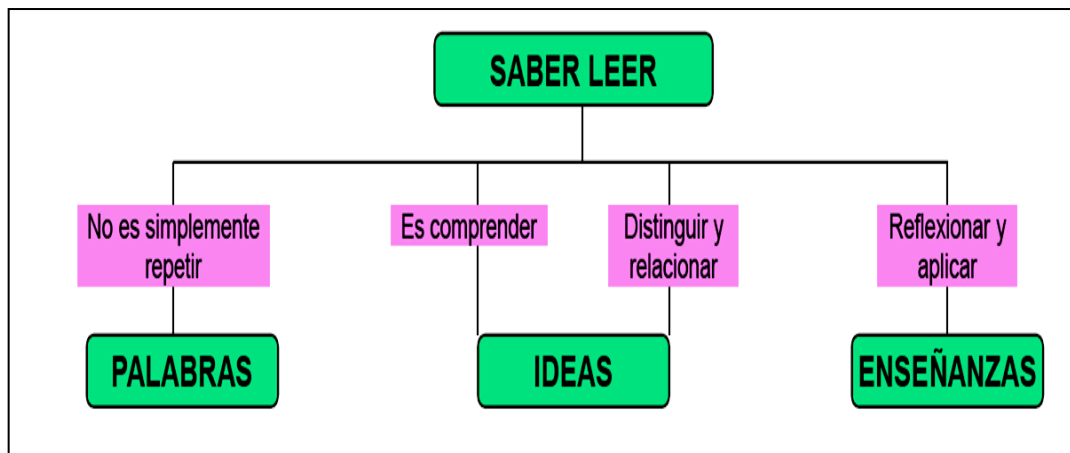 SABER LEER
No es simplemente
repetir
Es comprender
Distinguir y
relacionar
Reflexionar y
aplicar
PALABRAS
IDEAS
ENSEÑANZAS